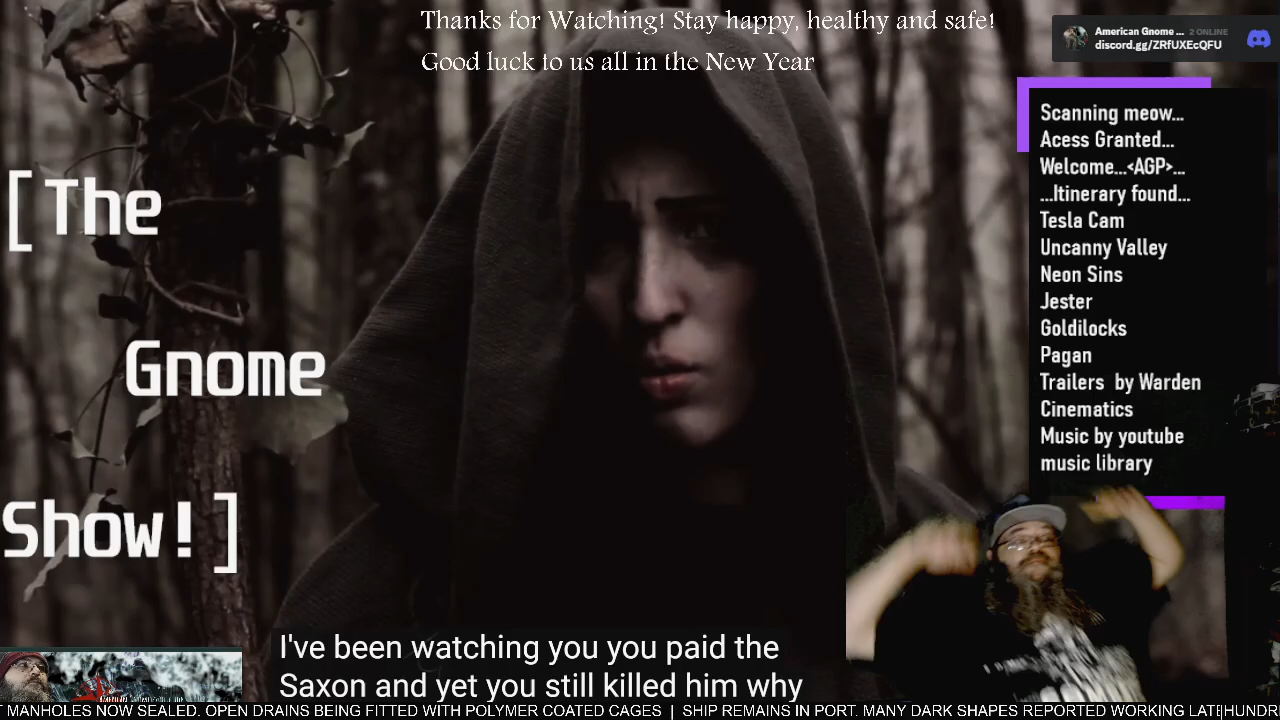 Thanks for Watching! Stay happy, healthy and safe!
Good luck to us all in the New Year
American Gnome ... 2 ONLINE
discord.gg/ZRfUXEcQFU
[The
Gnome
Show!]
Scanning meow...
Acess Granted...
Welcome...<AGP>...
...Itinerary found...
Tesla Cam
Uncanny Valley
Neon Sins
Jester
Goldilocks
Pagan
Trailers by Warden
Cinematics
Music by youtube
music library
I've been watching you you paid the
Saxon and yet you still killed him why
T MANHOLES NOW SEALED. OPEN DRAINS BEING FITTED WITH POLYMER COATED CAGES | SHIP REMAINS IN PORT. MANY DARK SHAPES REPORTED WORKING LAT!HUNDR